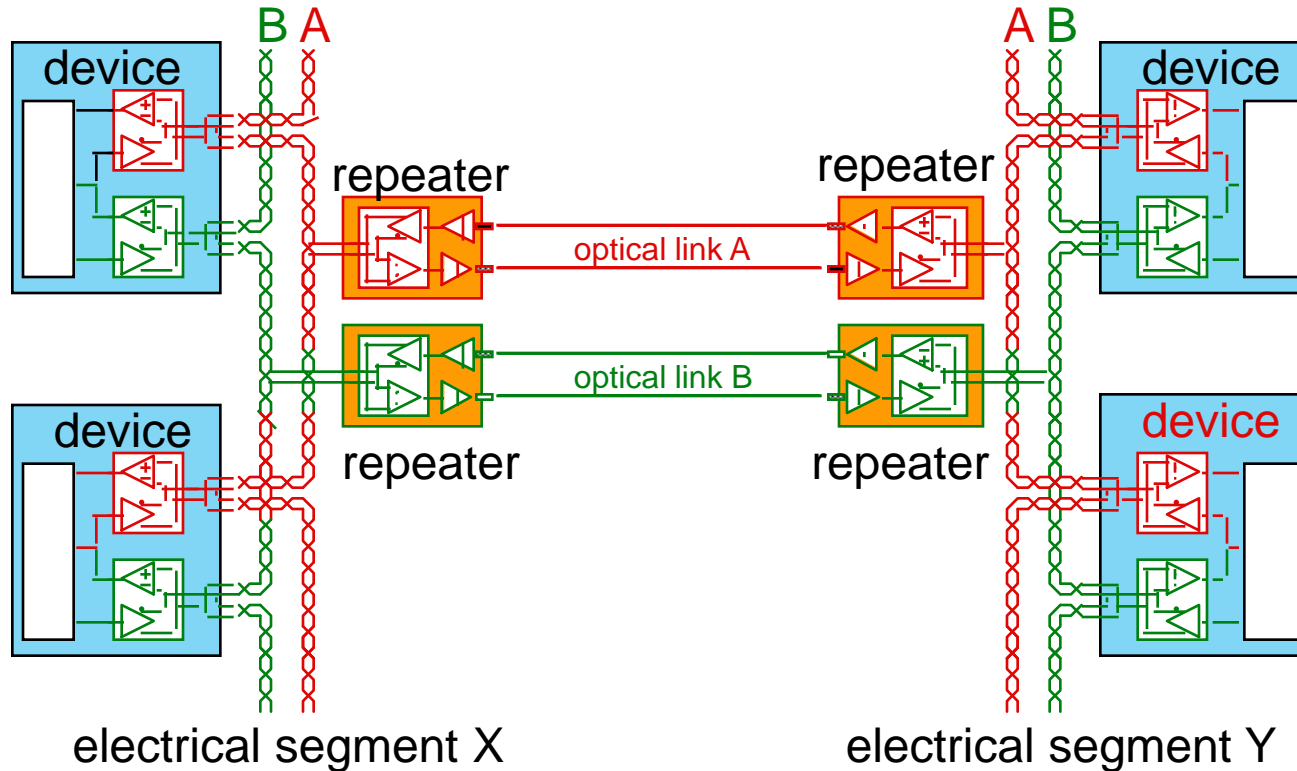 B A
A B
device
device
repeater
repeater
optical link A
optical link B
device
device
repeater
repeater
electrical segment X
electrical segment Y